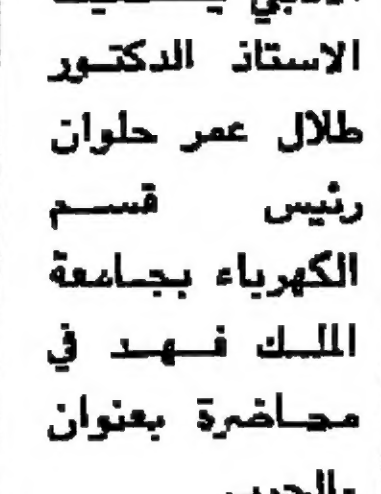 الاستاذ الدكتور
طلال عمر حلوان
رئيس قسم
الكهرباء بجامعة
الملك فهد في
محاضرة بعنوان